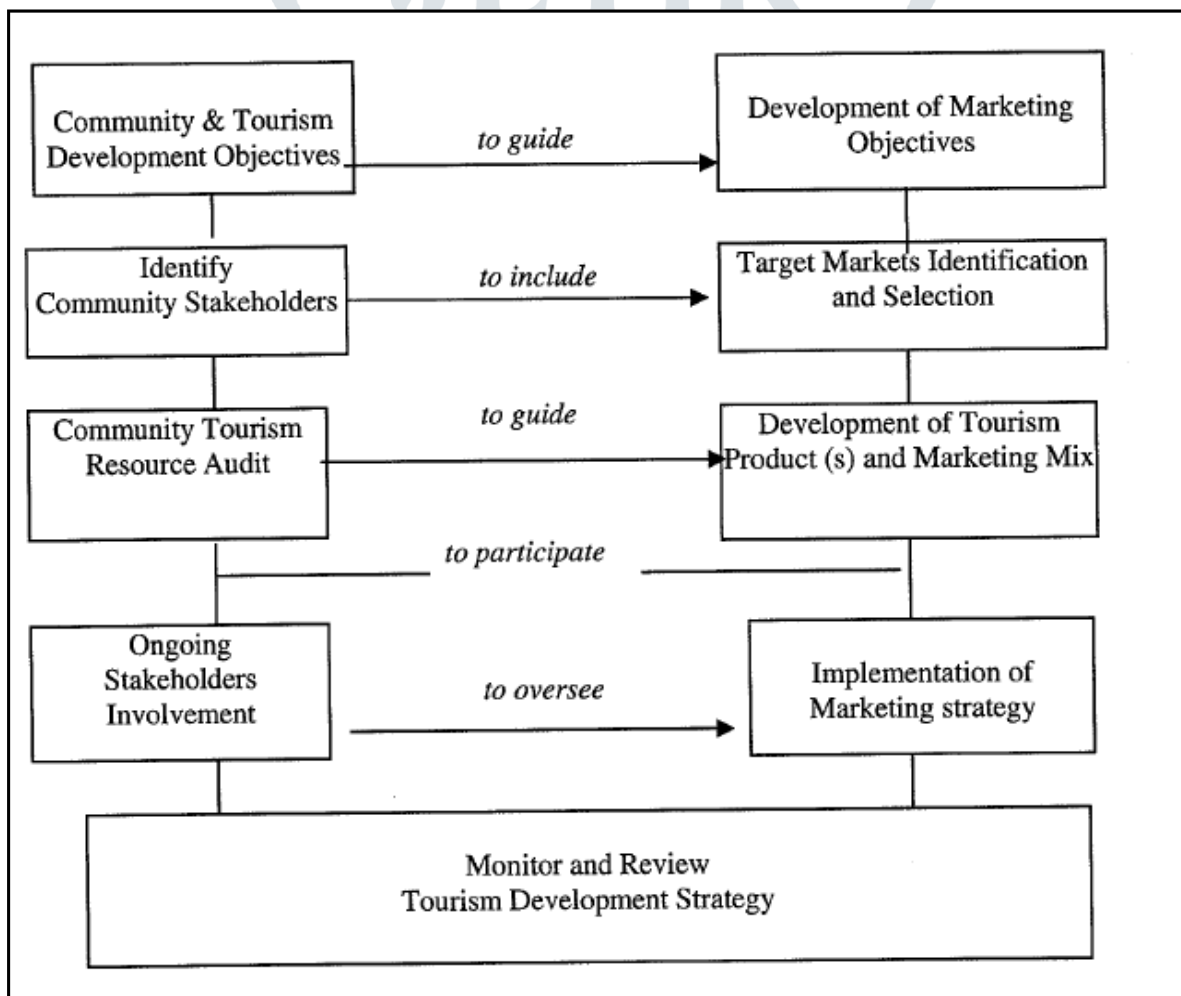 Community & Tourism
Development Objectives
to guide
Development of Marketing
Objectives
Identify
Community Stakeholders
to include
Target Markets Identification
and Selection
Community Tourism
Resource Audit
to guide
Development of Tourism
Product (s) and Marketing Mix
to participate
Ongoing
Stakeholders
Involvement
to oversee
Implementation of
Marketing strategy
Monitor and Review
Tourism Development Strategy